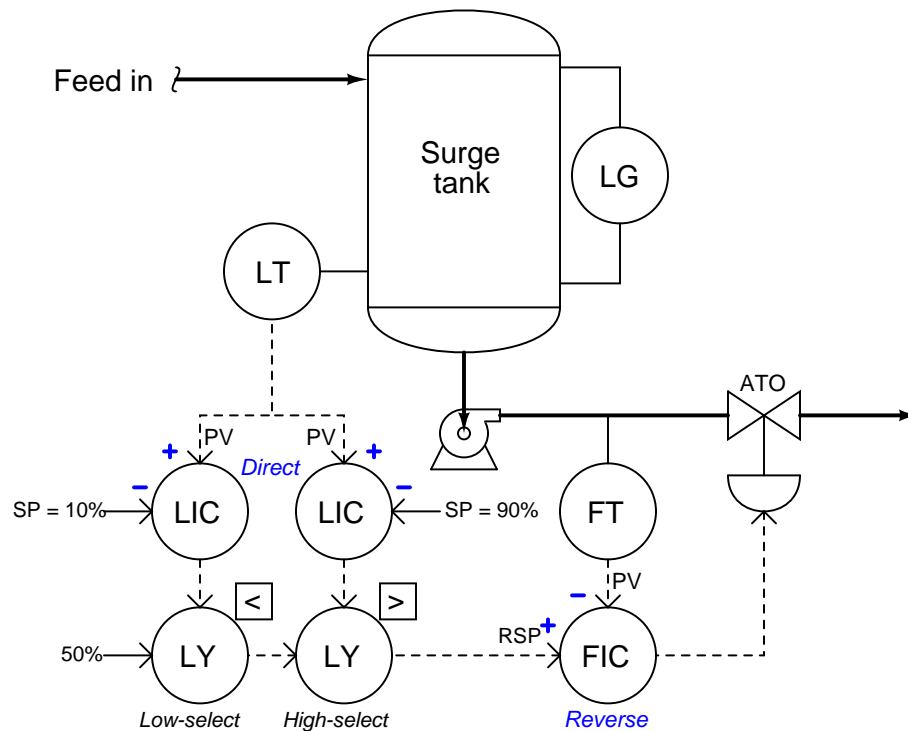 Feed in
Surge
tank
LG
LT
ATO
PV
PV
+
+
Direct
–
–
SP = 10%
LIC
LIC
SP = 90%
FT
<
>
–
PV
RSP
+
50%
LY
LY
FIC
Low-select
High-select
Reverse